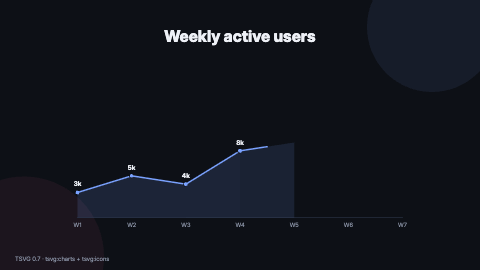 Weekly active users
8k
5k
4k
3k
W1 W2 W3 W4 W5 W6 W7
TSVG 0.7 · tsvg:charts + tsvg:icons